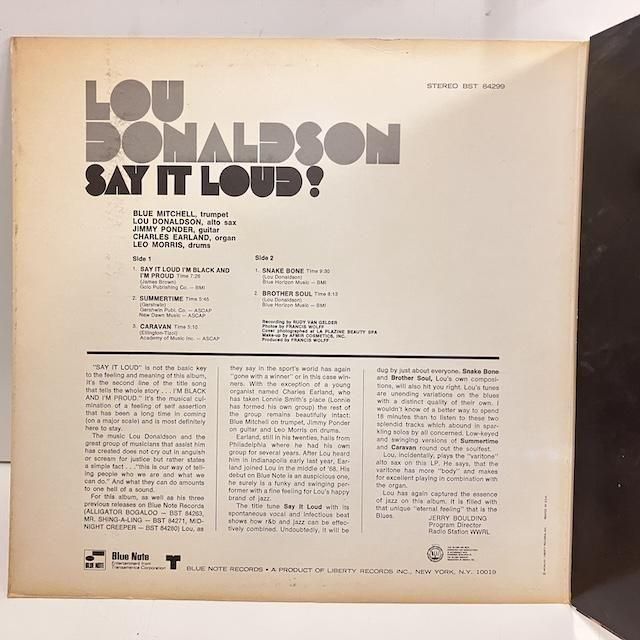 STEREO BST 84299
LOU
DONALDSON
SAY IT LOUD!
BLUE MITCHELL, trumpet
LOU DONALDSON, alto sax
JIMMY PONDER, guitar
CHARLES EARLAND, organ
LEO MORRIS, drums
Side 1
1. SAY IT LOUD I'M BLACK AND
I'M PROUD Time 7:26
(James Brown)
Golo Publishing Co. — BMI
2. SUMMERTIME Time 5:45
(Gershwin)
Gershwin Publ. Co. — ASCAP
New Dawn Music — ASCAP
3. CARAVAN Time 5:10
(Ellington-Tizol)
Academy of Music Inc. — ASCAP
Side 2
1. SNAKE BONE Time 9:30
(Lou Donaldson)
Blue Horizon Music — BMI
2. BROTHER SOUL Time 8:13
(Lou Donaldson)
Blue Horizon Music — BMI
Recording by RUDY VAN GELDER
Photos by FRANCIS WOLFF
Cover photographed at LA PLAZINE BEAUTY SPA
Make-up by AFMIR COSMETICS, INC.
Produced by FRANCIS WOLFF
"SAY IT LOUD" is not the basic key
to the feeling and meaning of this album,
it's the second line of the title song
that tells the whole story . . . I'M BLACK
AND I'M PROUD." It's the musical cul-
mination of a feeling of self assertion
that has been a long time in coming
(on a major scale) and is most definitely
here to stay.
The music Lou Donaldson and the
great group of musicians that assist him
has created does not cry out in anguish
or scream for justice but rather states
a simple fact . . ."this is our way of tell-
ing people who we are and what we
can do." And what they can do amounts
to one hell of a sound.
For this album, as well as his three
previous releases on Blue Note Records
(ALLIGATOR BOGALOO — BST 84263,
MR. SHING-A-LING — BST 84271, MID-
NIGHT CREEPER — BST 84280) Lou, as
they say in the sport's world has again
"gone with a winner" or in this case win-
ners. With the exception of a young
organist named Charles Earland, who
has taken Lonnie Smith's place (Lonnie
has formed his own group) the rest of
the group remains beautifully intact:
Blue Mitchell on trumpet, Jimmy Ponder
on guitar and Leo Morris on drums.
Earland, still in his twenties, hails from
Philadelphia where he had his own
group for several years. After Lou heard
him in Indianapolis early last year, Ear-
land joined Lou in the middle of '68. His
debut on Blue Note is an auspicious one,
he surely is a funky and swinging per-
former with a fine feeling for Lou's happy
brand of jazz.
The title tune Say It Loud with its
spontaneous vocal and infectious beat
shows how r&b and jazz can be effec-
tively combined. Undoubtedly, it will be
dug by just about everyone. Snake Bone
and Brother Soul, Lou's own composi-
tions, will also hit you right. Lou's tunes
are unending variations on the blues
with a distinct quality of their own. I
wouldn't know of a better way to spend
18 minutes than to listen to these two
splendid tracks which abound in spar-
kling solos by all concerned. Low-keyed
and swinging versions of Summertime
and Caravan round out the soulfest.
Lou, incidentally, plays the "varitone"
alto sax on this LP. He says, that the
varitone has more "body" and makes
for excellent playing in combination with
the organ.
Lou has again captured the essence
of jazz on this album. It is filled with
that unique "eternal feeling" that is the
Blues.
JERRY BOULDING
Program Director
Radio Station WWRL
BLUE NOTE
Blue Note
Entertainment from
Transamerica Corporation
BLUE NOTE RECORDS • A PRODUCT OF LIBERTY RECORDS INC., NEW YORK, N.Y. 10019